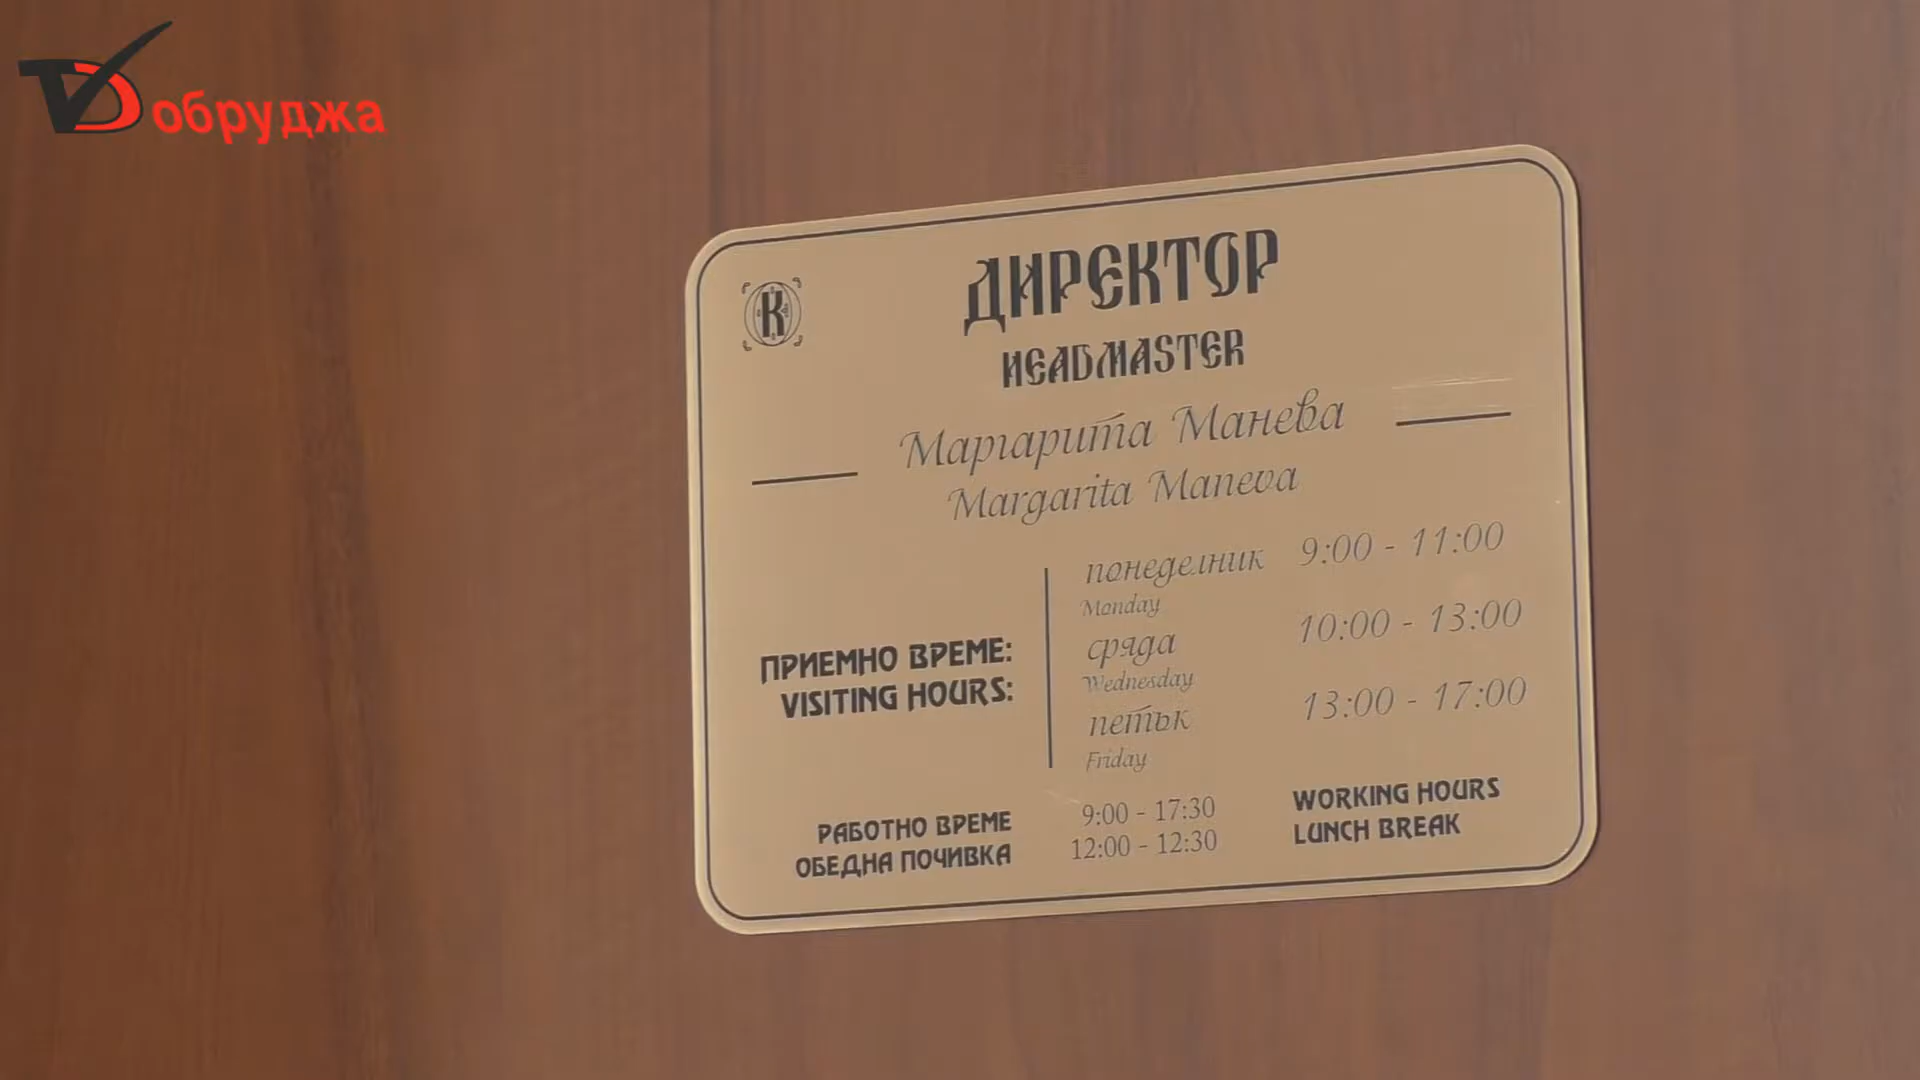 TV Добруджа
K
ДИРЕКТОР
HEADMASTER
Маргарита Манева
Margarita Maneva
понеделник 9:00 - 11:00
Monday
сряда 10:00 - 13:00
Wednesday
петък 13:00 - 17:00
Friday
ПРИЕМНО ВРЕМЕ:
VISITING HOURS:
РАБОТНО ВРЕМЕ 9:00 - 17:30 WORKING HOURS
ОБЕДНА ПОЧИВКА 12:00 - 12:30 LUNCH BREAK